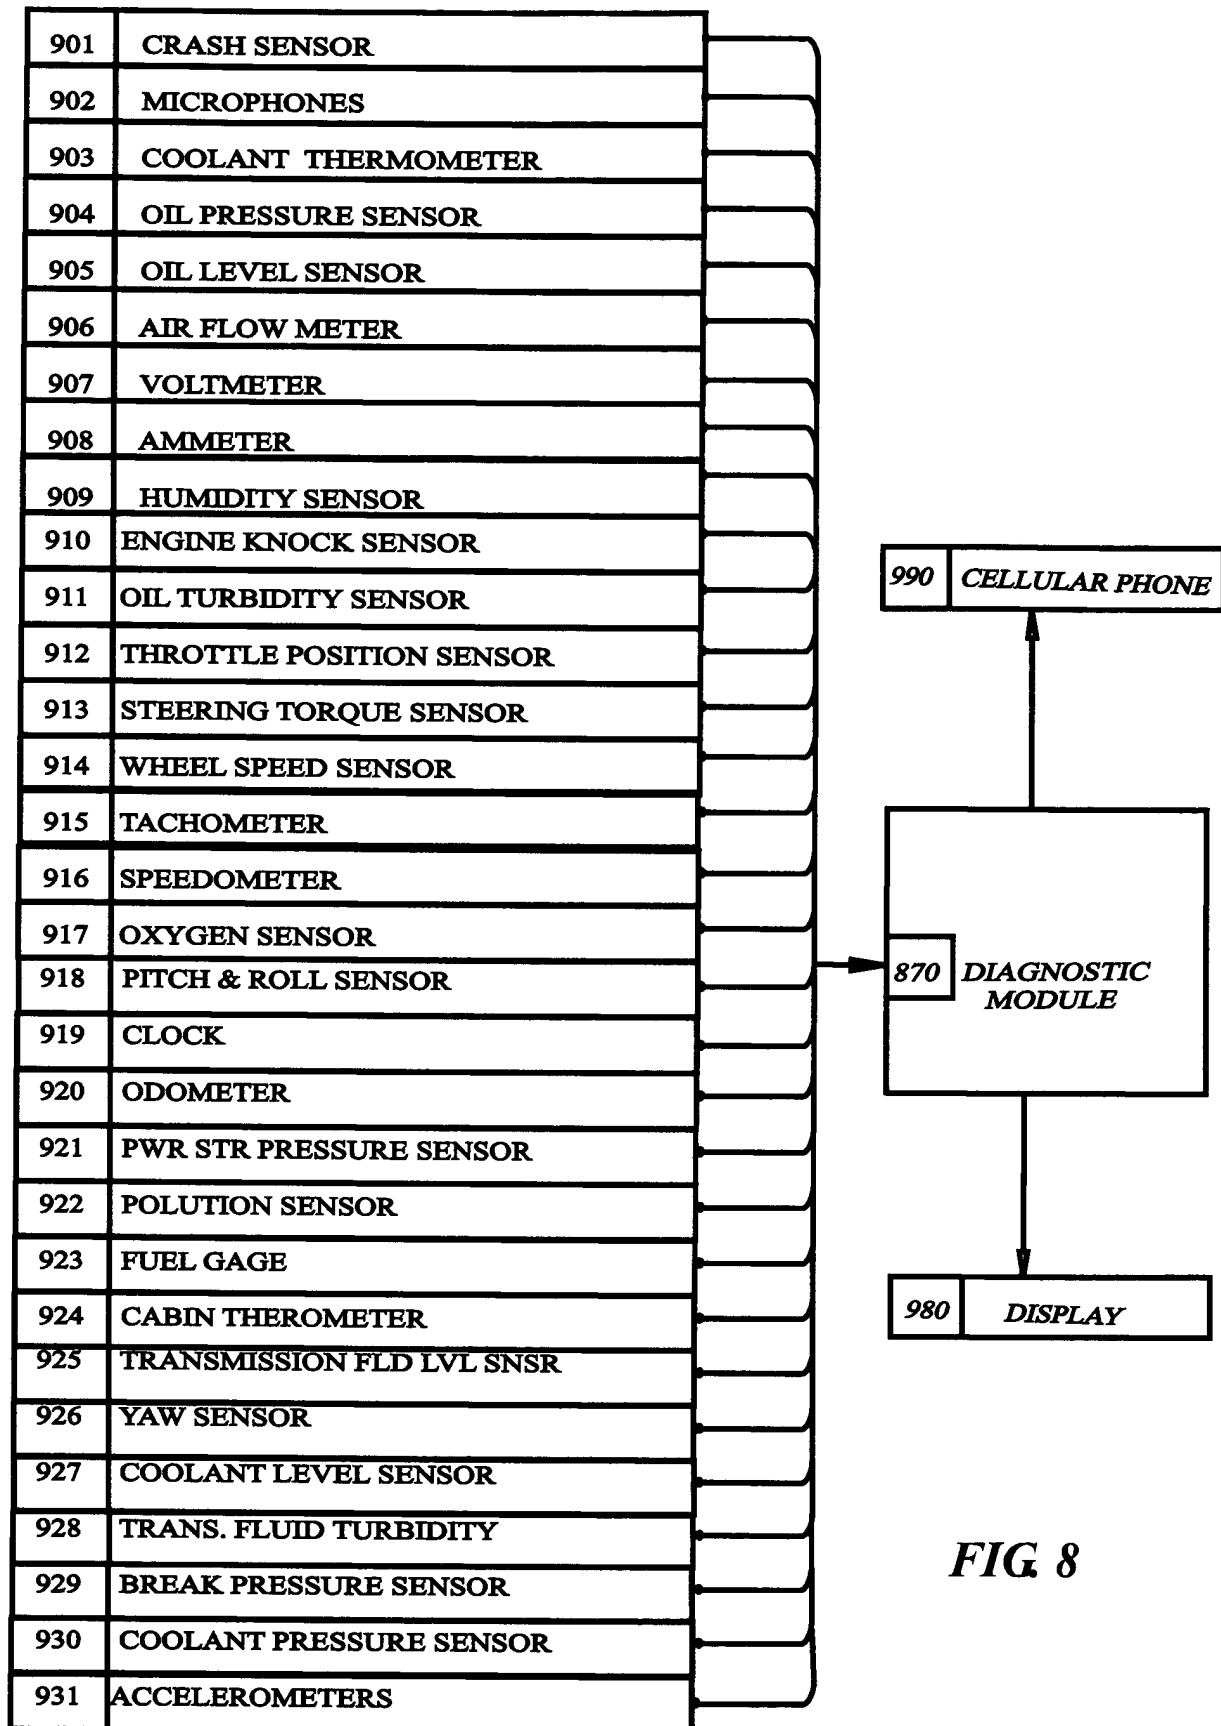 901 CRASH SENSOR
902 MICROPHONES
903 COOLANT THERMOMETER
904 OIL PRESSURE SENSOR
905 OIL LEVEL SENSOR
906 AIR FLOW METER
907 VOLTMETER
908 AMMETER
909 HUMIDITY SENSOR
910 ENGINE KNOCK SENSOR
911 OIL TURBIDITY SENSOR
912 THROTTLE POSITION SENSOR
913 STEERING TORQUE SENSOR
914 WHEEL SPEED SENSOR
915 TACHOMETER
916 SPEEDOMETER
917 OXYGEN SENSOR
918 PITCH & ROLL SENSOR
919 CLOCK
920 ODOMETER
921 PWR STR PRESSURE SENSOR
922 POLUTION SENSOR
923 FUEL GAGE
924 CABIN THEROMETER
925 TRANSMISSION FLD LVL SNSR
926 YAW SENSOR
927 COOLANT LEVEL SENSOR
928 TRANS. FLUID TURBIDITY
929 BREAK PRESSURE SENSOR
930 COOLANT PRESSURE SENSOR
931 ACCELEROMETERS
990 CELLULAR PHONE
870 DIAGNOSTIC
MODULE
980 DISPLAY
FIG. 8